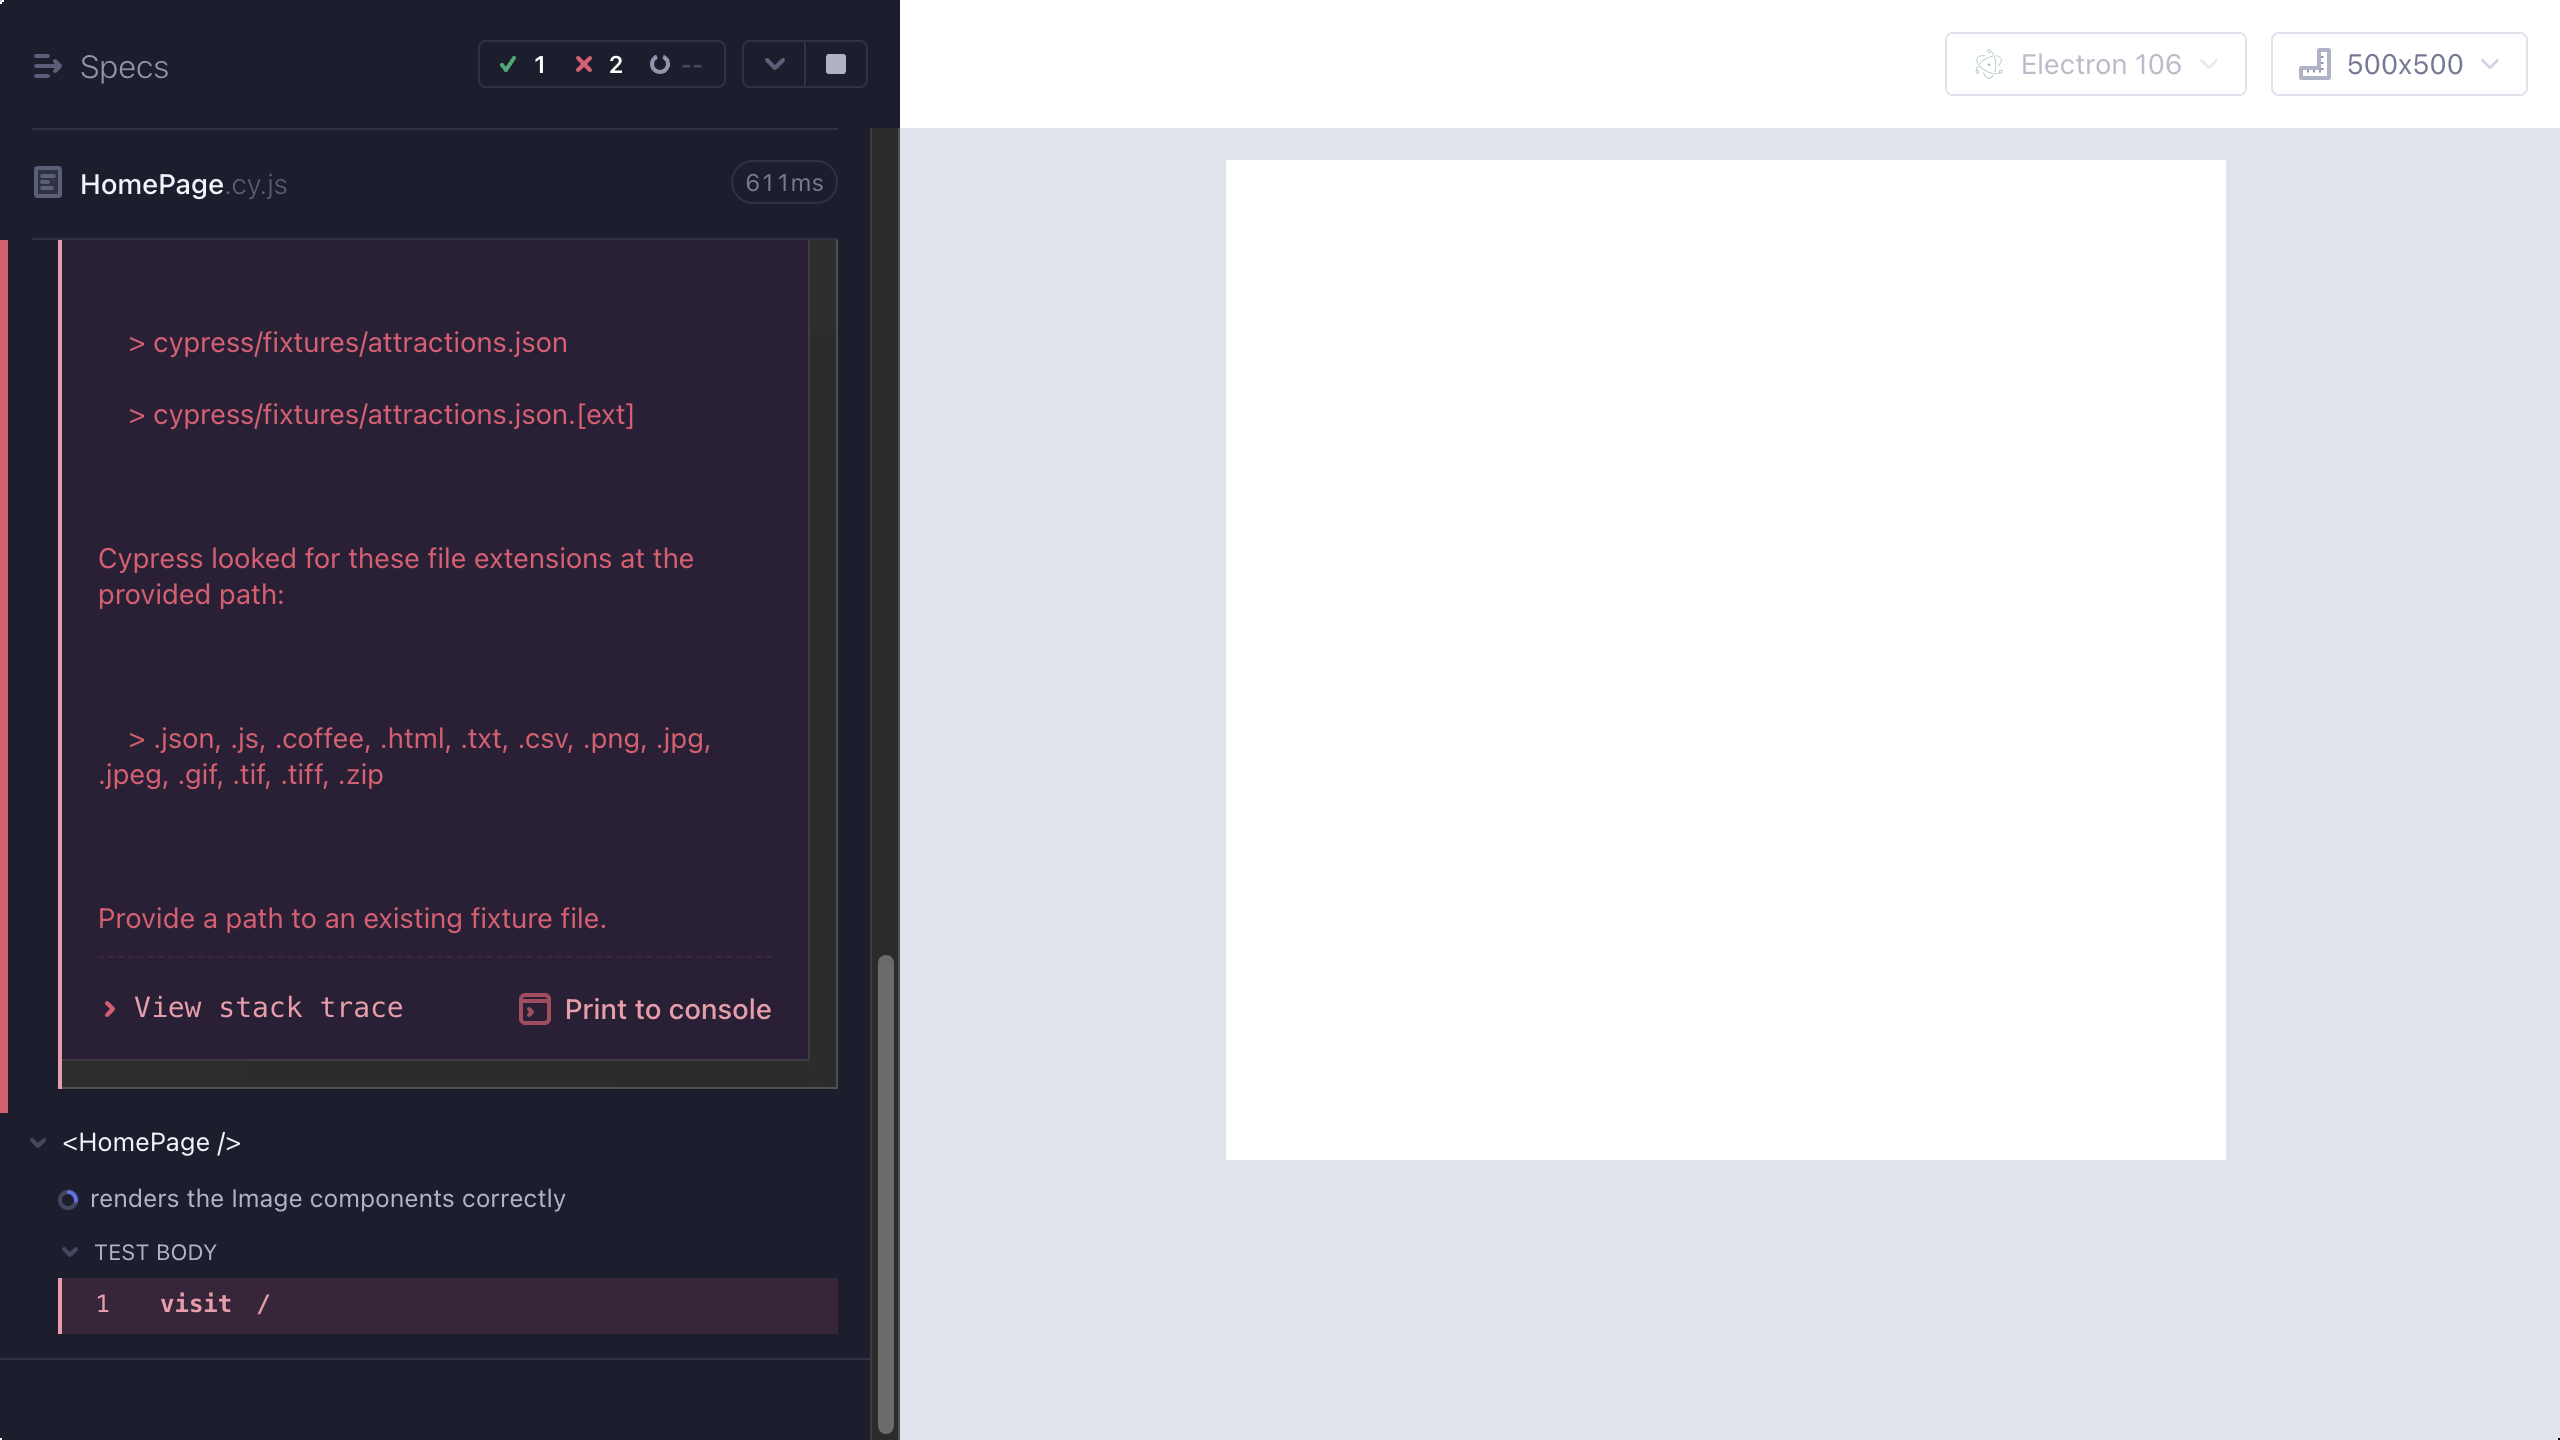 Specs
1
2
--
Electron 106
500x500
HomePage.cy.js
611ms
> cypress/fixtures/attractions.json
> cypress/fixtures/attractions.json.[ext]
Cypress looked for these file extensions at the
provided path:
> .json, .js, .coffee, .html, .txt, .csv, .png, .jpg,
.jpeg, .gif, .tif, .tiff, .zip
Provide a path to an existing fixture file.
View stack trace
Print to console
<HomePage />
renders the Image components correctly
TEST BODY
1 visit /